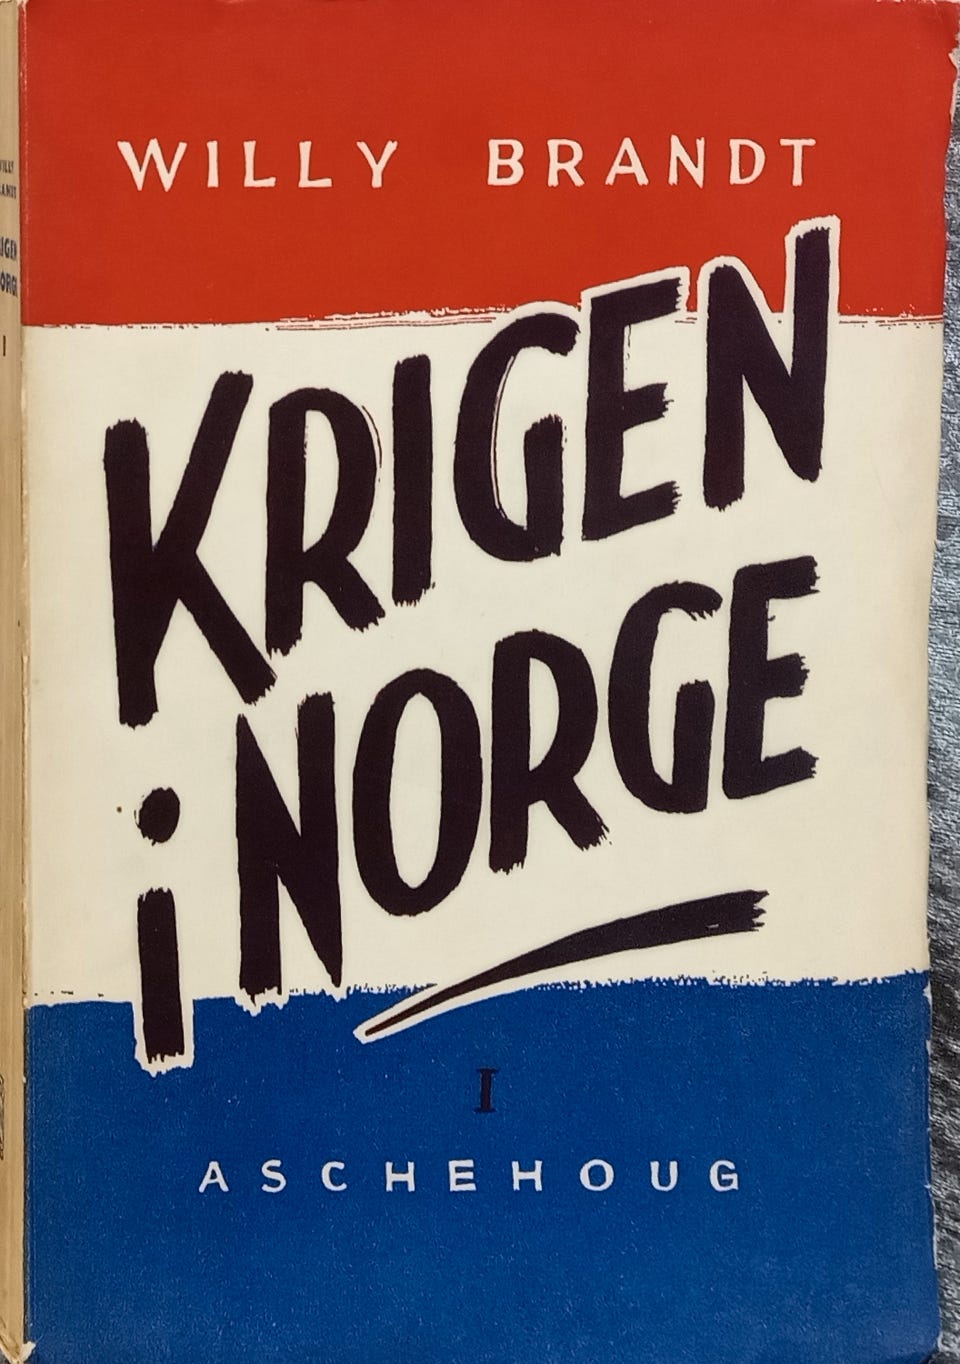 WILLY BRANDT
KRIGEN
i NORGE
I
ASCHEHOUG